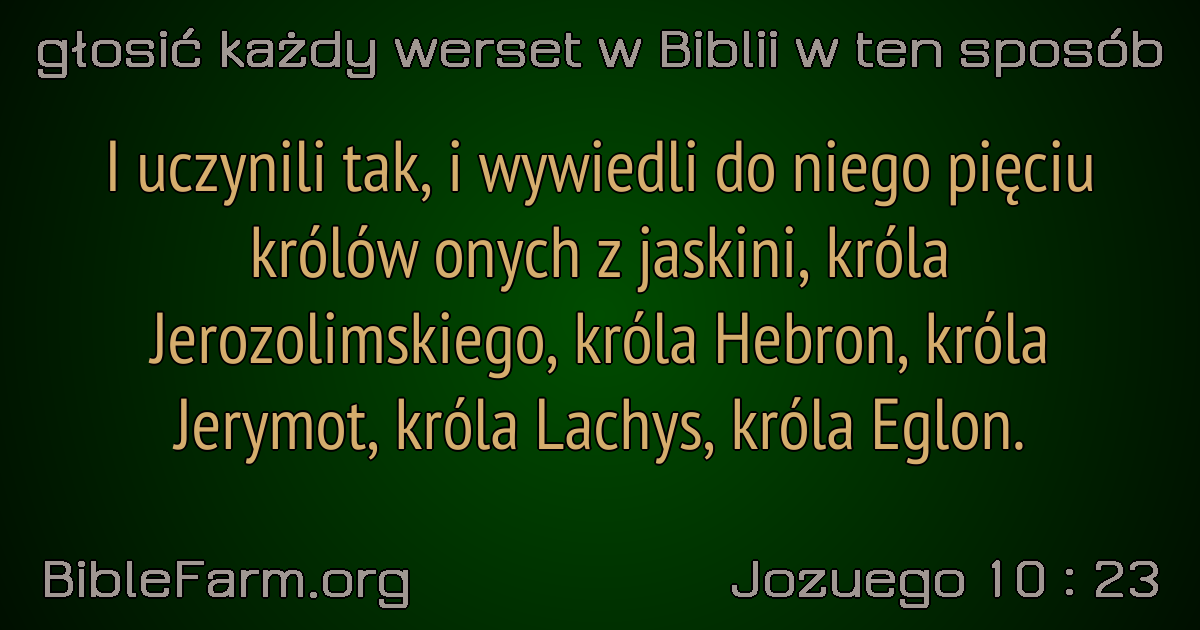 głosić każdy werset w Biblii w ten sposób
I uczynili tak, i wywiedli do niego pięciu
królów onych z jaskini, króla
Jerozolimskiego, króla Hebron, króla
Jerymot, króla Lachys, króla Eglon.
BibleFarm.org
Jozuego 10 : 23